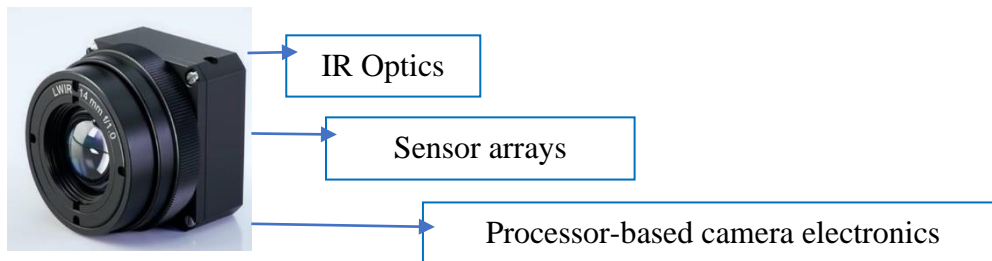 IR Optics
LWIR 14 mm f/1.0
Sensor arrays
Processor-based camera electronics